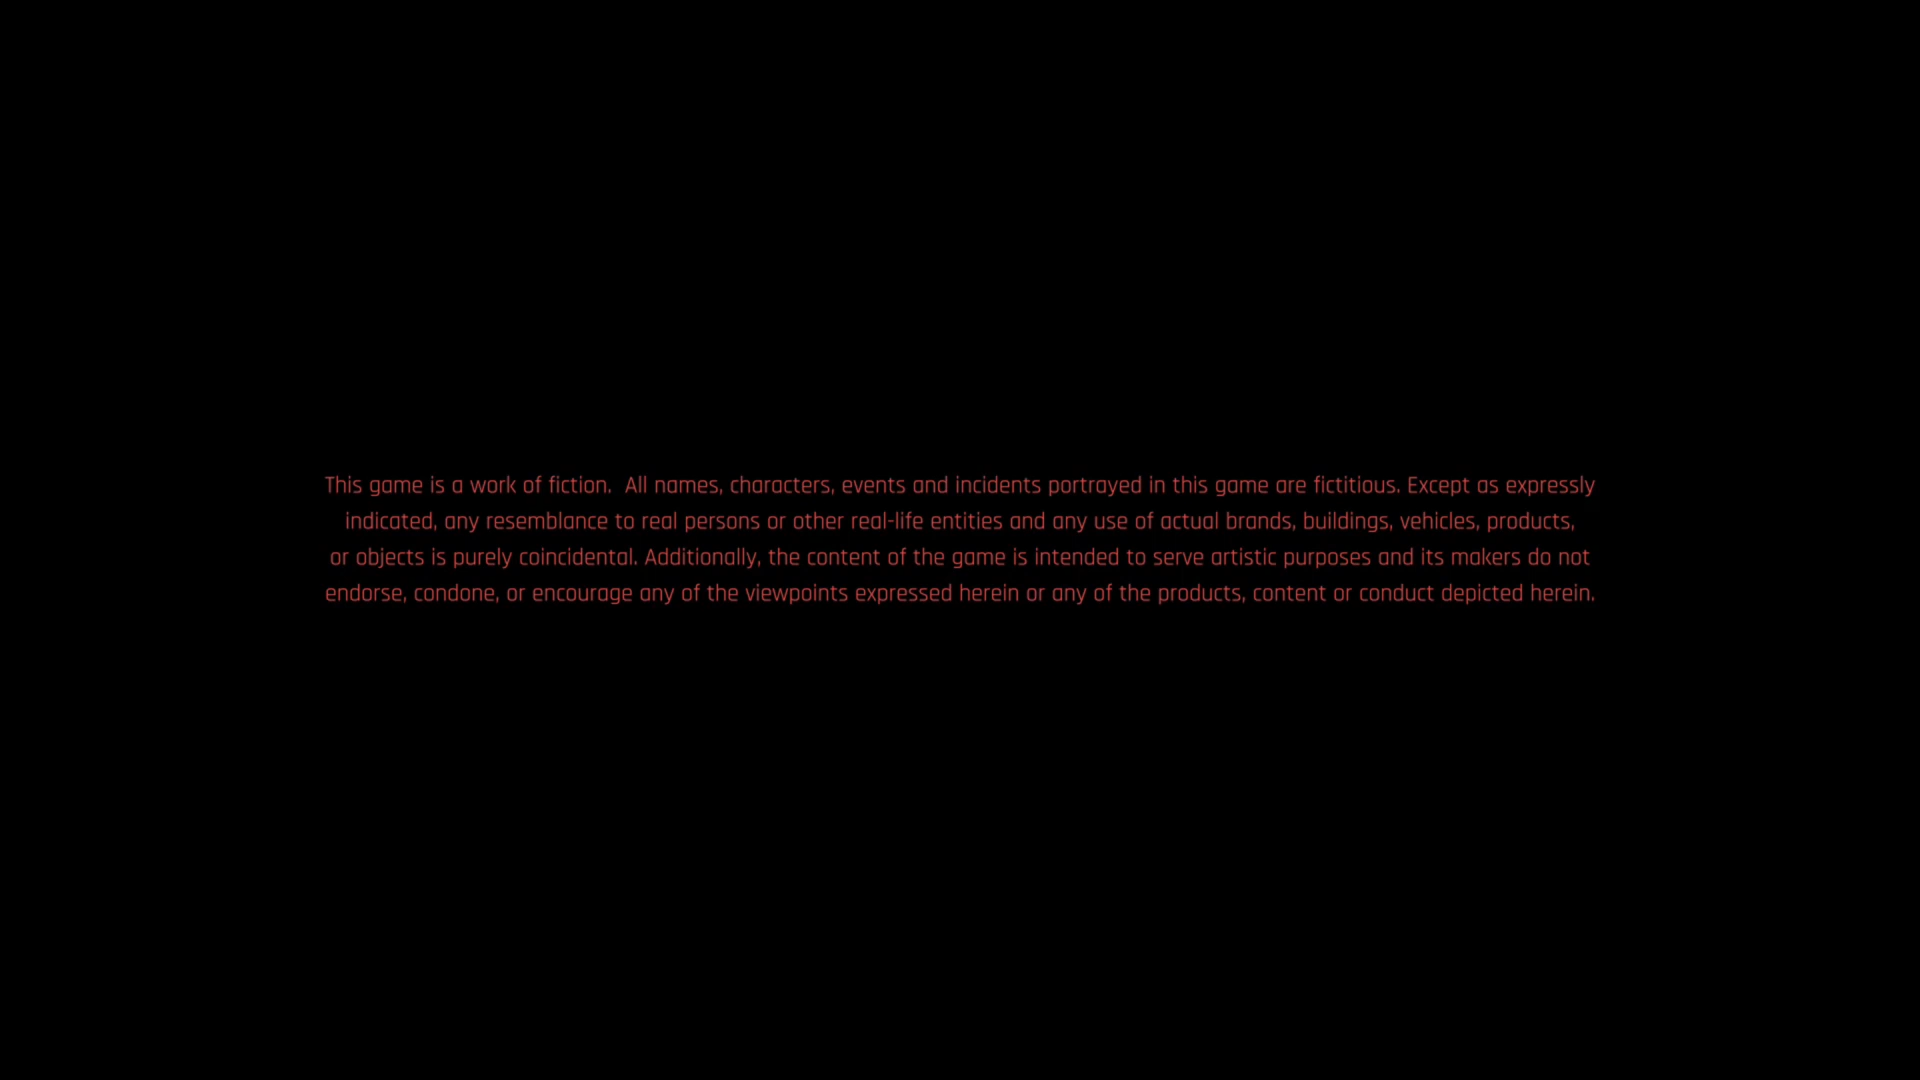 This game is a work of fiction.  All names, characters, events and incidents portrayed in this game are fictitious. Except as expressly
indicated, any resemblance to real persons or other real-life entities and any use of actual brands, buildings, vehicles, products,
or objects is purely coincidental. Additionally, the content of the game is intended to serve artistic purposes and its makers do not
endorse, condone, or encourage any of the viewpoints expressed herein or any of the products, content or conduct depicted herein.